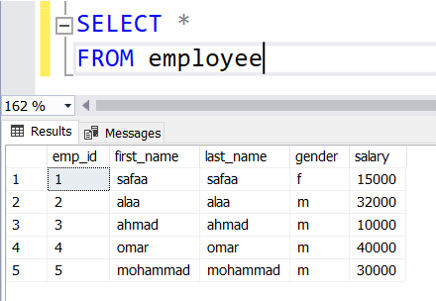 SELECT *
FROM employee
162 %
Results Messages
emp_id first_name last_name gender salary
1 1 safaa safaa f 15000
2 2 alaa alaa m 32000
3 3 ahmad ahmad m 10000
4 4 omar omar m 40000
5 5 mohammad mohammad m 30000